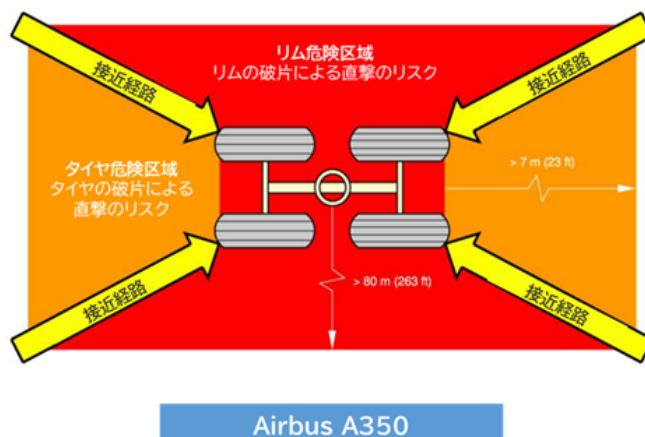 リム危険区域
リムの破片による直撃のリスク
接近経路
接近経路
タイヤ危険区域
タイヤの破片による
直撃のリスク
> 7 m (23 ft)
> 80 m (263 ft)
接近経路
接近経路
Airbus A350